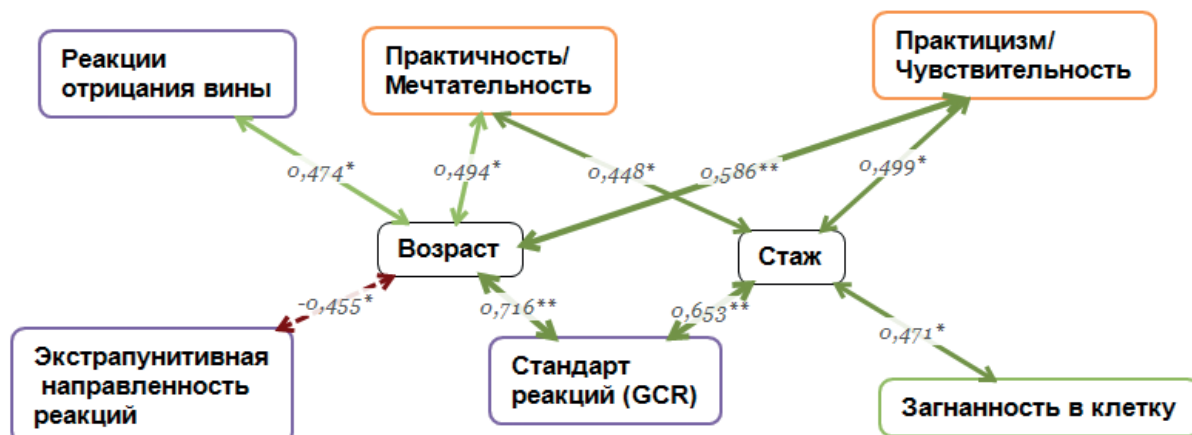 Реакции
отрицания вины
Практичность/
Мечтательность
Практицизм/
Чувствительность
0,474*
0,494*
0,448*
0,586**
0,499*
Возраст
Стаж
-0,455*
0,716**
0,653**
0,471*
Экстрапунитивная
направленность
реакций
Стандарт
реакций (GCR)
Загнанность в клетку